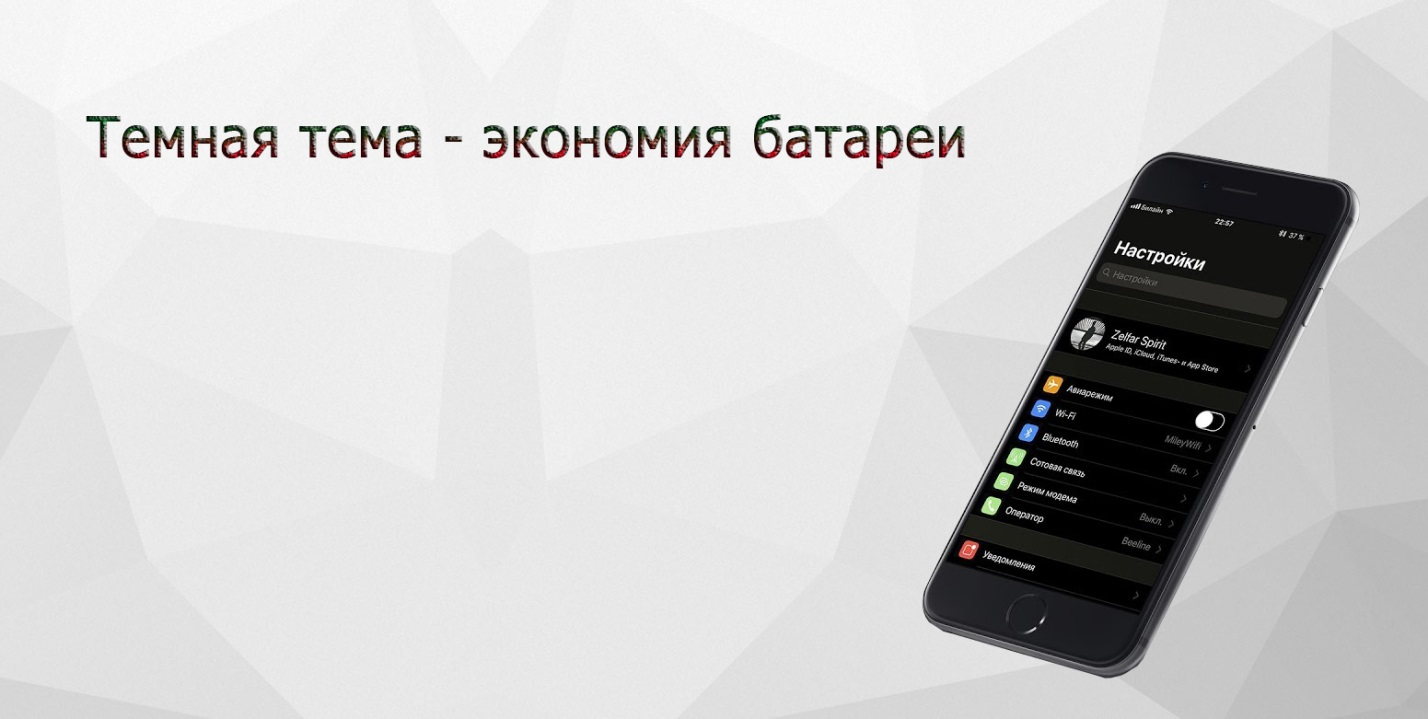 Темная тема - экономия батареи
Билайн
22:57
37 %
Настройки
Настройки
Zelfar Spirit
Apple ID, iCloud, iTunes- и App Store
Авиарежим
Wi-Fi
MileyWifi
Bluetooth
Вкл.
Сотовая связь
Режим модема
Выкл.
Оператор
Beeline
Уведомления